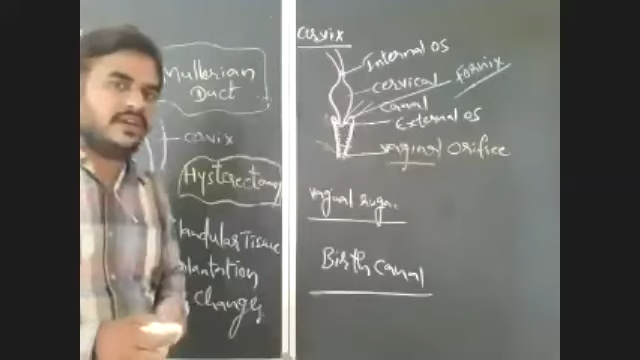 Mullerian
Duct
cervix
Hysterectomy
Glandular Tissue
Implantation
Changes
Cervix
Internal OS
Cervical
Canal
fornix
External OS
vaginal Orifice
vaginal rugae
Birth Canal